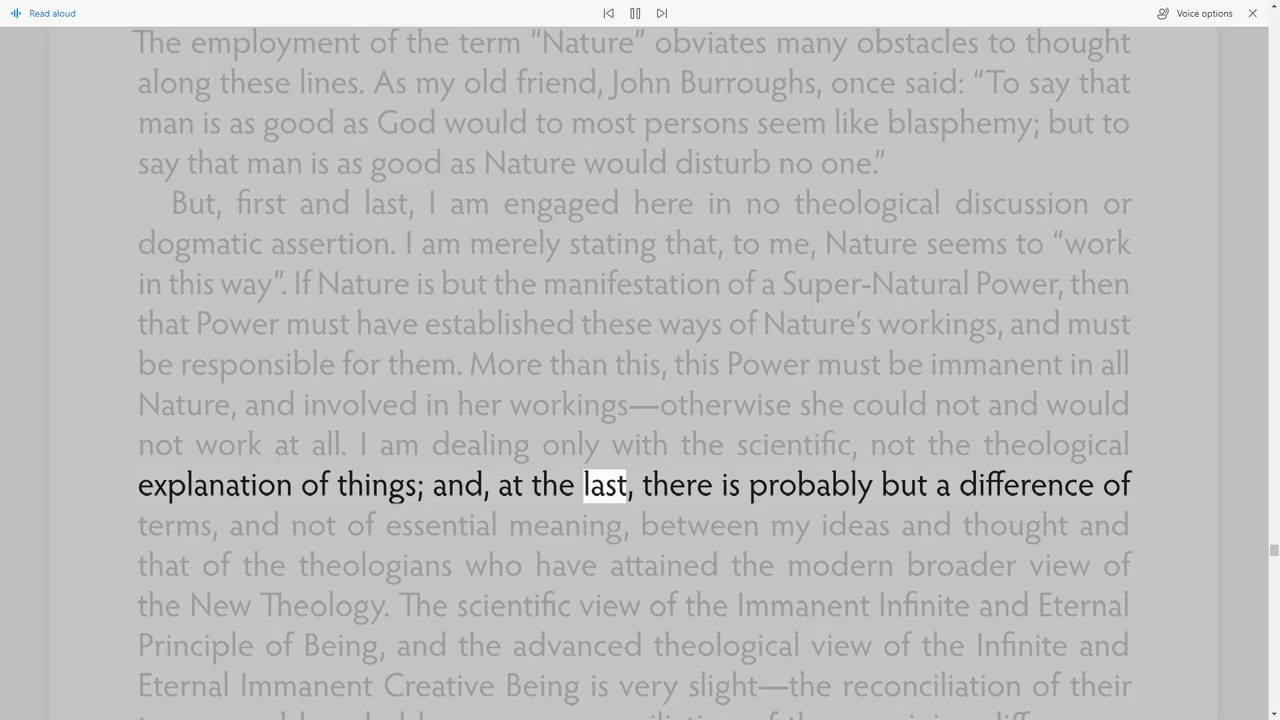 Read aloud
Voice options
The employment of the term “Nature” obviates many obstacles to thought
along these lines. As my old friend, John Burroughs, once said: “To say that
man is as good as God would to most persons seem like blasphemy; but to
say that man is as good as Nature would disturb no one.”
But, first and last, I am engaged here in no theological discussion or
dogmatic assertion. I am merely stating that, to me, Nature seems to “work
in this way”. If Nature is but the manifestation of a Super-Natural Power, then
that Power must have established these ways of Nature’s workings, and must
be responsible for them. More than this, this Power must be immanent in all
Nature, and involved in her workings—otherwise she could not and would
not work at all. I am dealing only with the scientific, not the theological
explanation of things; and, at the last, there is probably but a difference of
terms, and not of essential meaning, between my ideas and thought and
that of the theologians who have attained the modern broader view of
the New Theology. The scientific view of the Immanent Infinite and Eternal
Principle of Being, and the advanced theological view of the Infinite and
Eternal Immanent Creative Being is very slight—the reconciliation of their